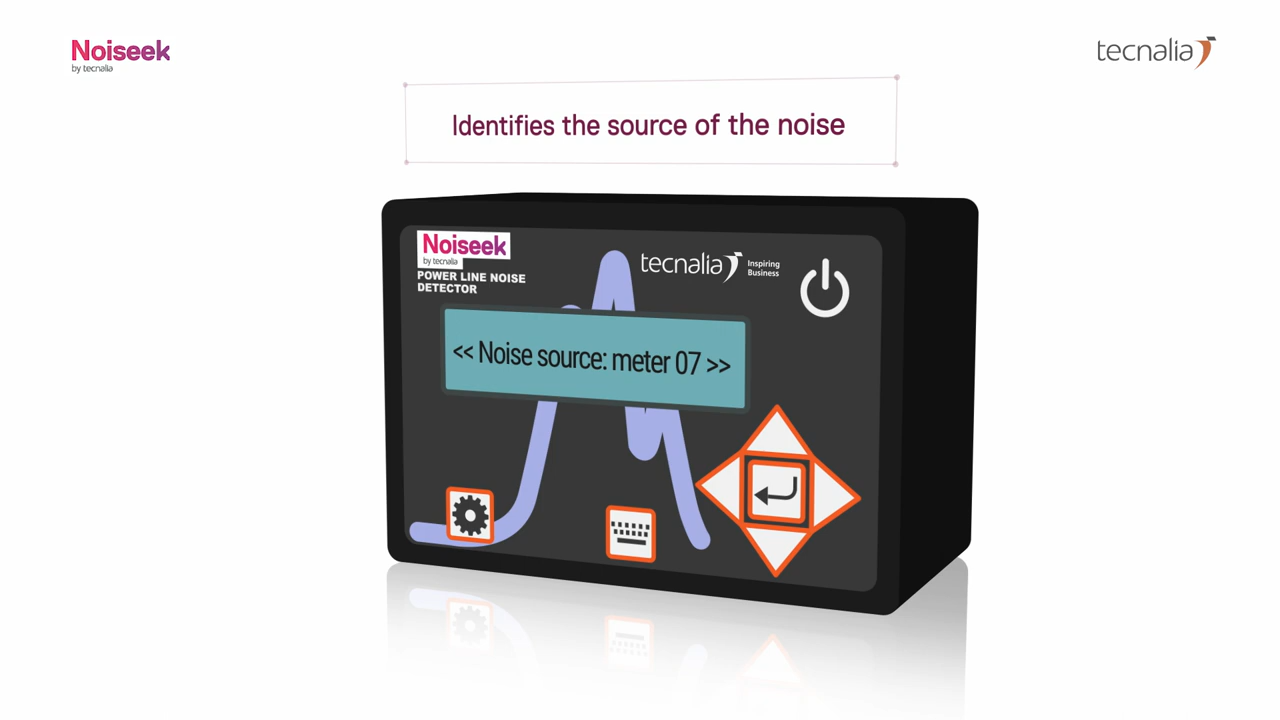 Noiseek
by tecnalia
tecnalia
Identifies the source of the noise
Noiseek
by tecnalia
POWER LINE NOISE
DETECTOR
tecnalia Inspiring
Business
<< Noise source: meter 07 >>